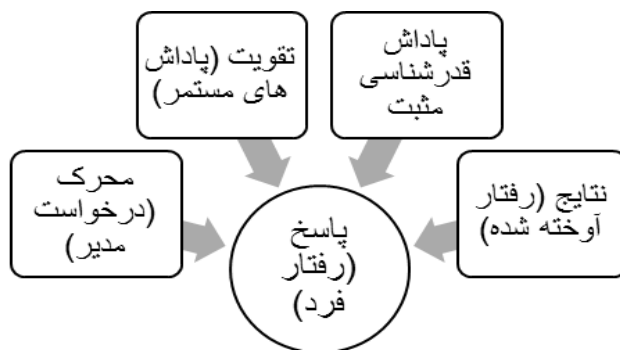 پاداش
قدرشناسی
مثبت
تقویت (پاداش
های مستمر)
نتایج (رفتار
آوخته شده)
محرک
(درخواست
مدیر)
پاسخ
(رفتار
فرد)